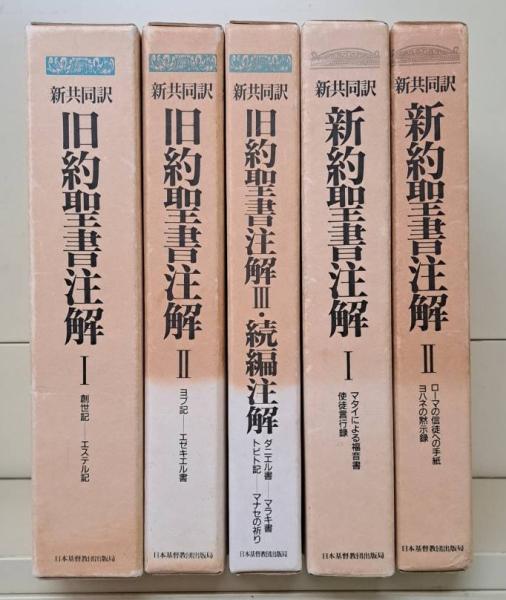 新共同訳
旧約聖書注解 I
創世記――エステル記
日本基督教団出版局
新共同訳
旧約聖書注解 II
ヨブ記――エゼキエル書
日本基督教団出版局
新共同訳
旧約聖書注解III・続編注解
ダニエル書――マラキ書
トビト記――マナセの祈り
日本基督教団出版局
新共同訳
新約聖書注解 I
マタイによる福音書
使徒言行録
日本基督教団出版局
新共同訳
新約聖書注解 II
ローマの信徒への手紙
ヨハネの黙示録
日本基督教団出版局